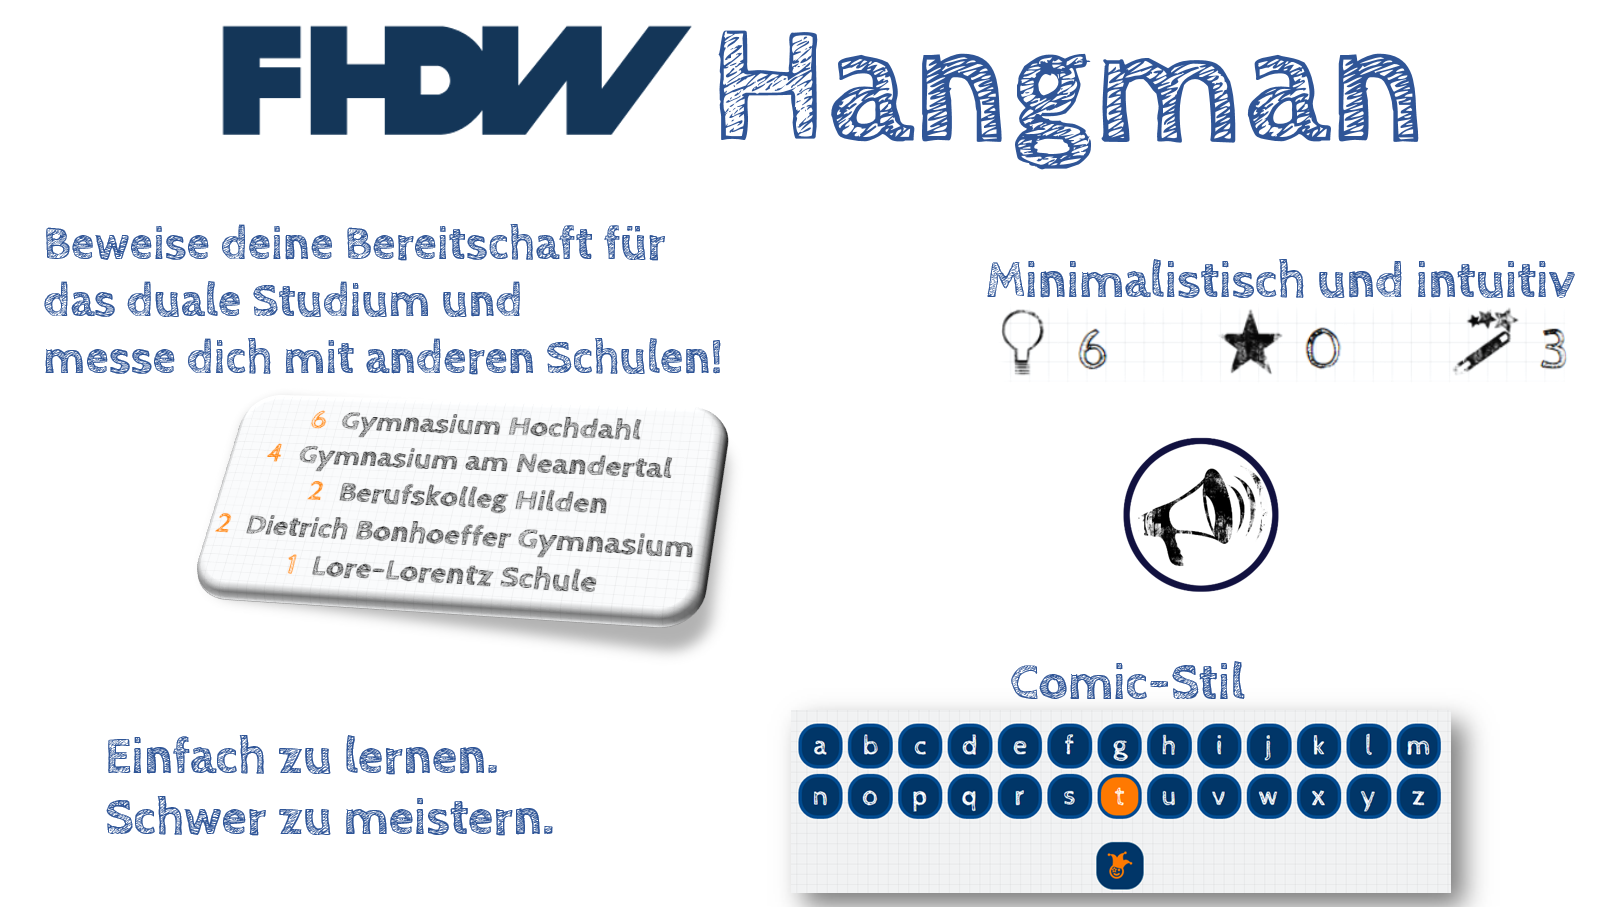 FHDW Hangman
Beweise deine Bereitschaft für
das duale Studium und
messe dich mit anderen Schulen!
6 Gymnasium Hochdahl
4 Gymnasium am Neandertal
2 Berufskolleg Hilden
2 Dietrich Bonhoeffer Gymnasium
1 Lore-Lorentz Schule
Einfach zu lernen.
Schwer zu meistern.
Minimalistisch und intuitiv
6 0 3
Comic-Stil
a b c d e f g h i j k l m
n o p q r s t u v w x y z